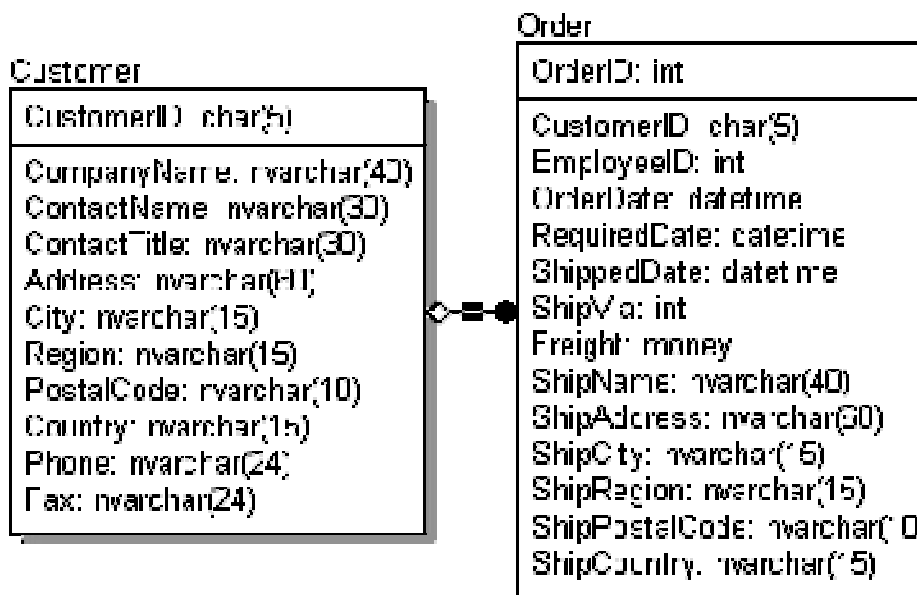 Customer
CustomerID: char(5)
CompanyName: nvarchar(40)
ContactName: nvarchar(30)
ContactTitle: nvarchar(30)
Address: nvarchar(60)
City: nvarchar(15)
Region: nvarchar(15)
PostalCode: nvarchar(10)
Country: nvarchar(15)
Phone: nvarchar(24)
Fax: nvarchar(24)
Order
OrderID: int
CustomerID: char(5)
EmployeeID: int
OrderDate: datetime
RequiredDate: datetime
ShippedDate: datetime
ShipVia: int
Freight: money
ShipName: nvarchar(40)
ShipAddress: nvarchar(60)
ShipCity: nvarchar(15)
ShipRegion: nvarchar(15)
ShipPostalCode: nvarchar(10
ShipCountry: nvarchar(15)